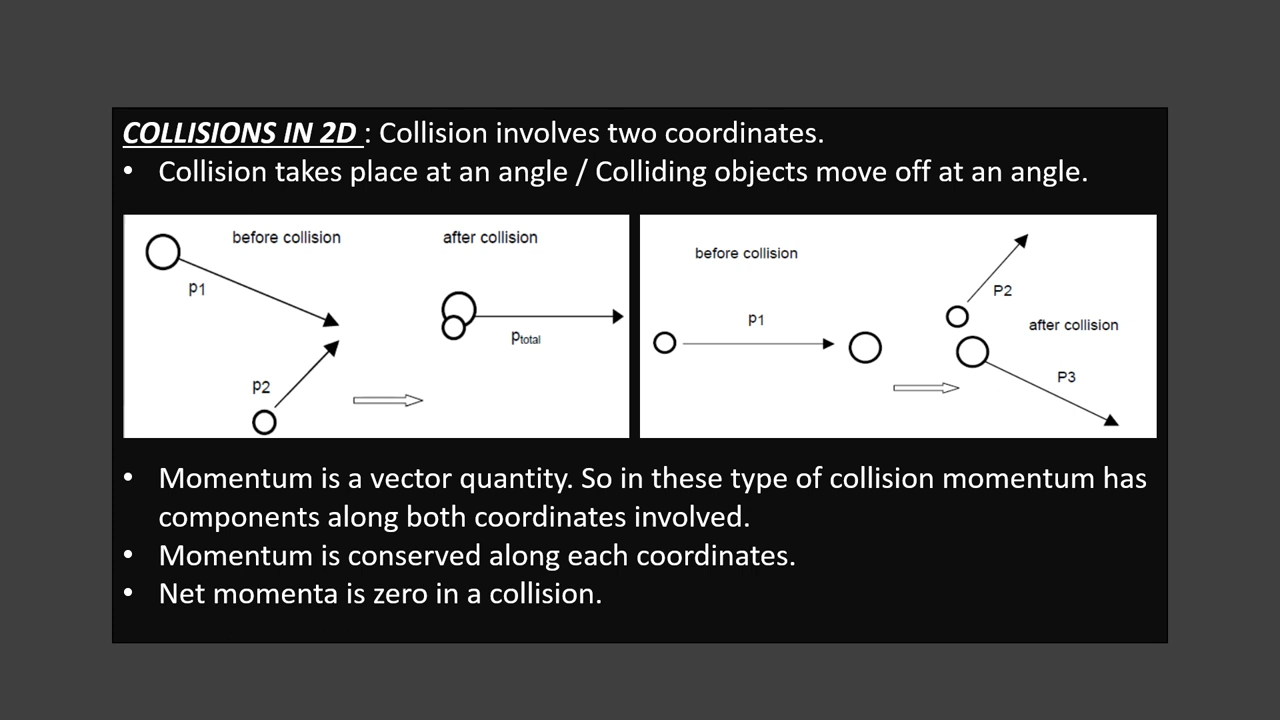 COLLISIONS IN 2D : Collision involves two coordinates.
• Collision takes place at an angle / Colliding objects move off at an angle.
before collision
after collision
p1
ptotal
p2
before collision
p1
P2
after collision
P3
• Momentum is a vector quantity. So in these type of collision momentum has
components along both coordinates involved.
• Momentum is conserved along each coordinates.
• Net momenta is zero in a collision.